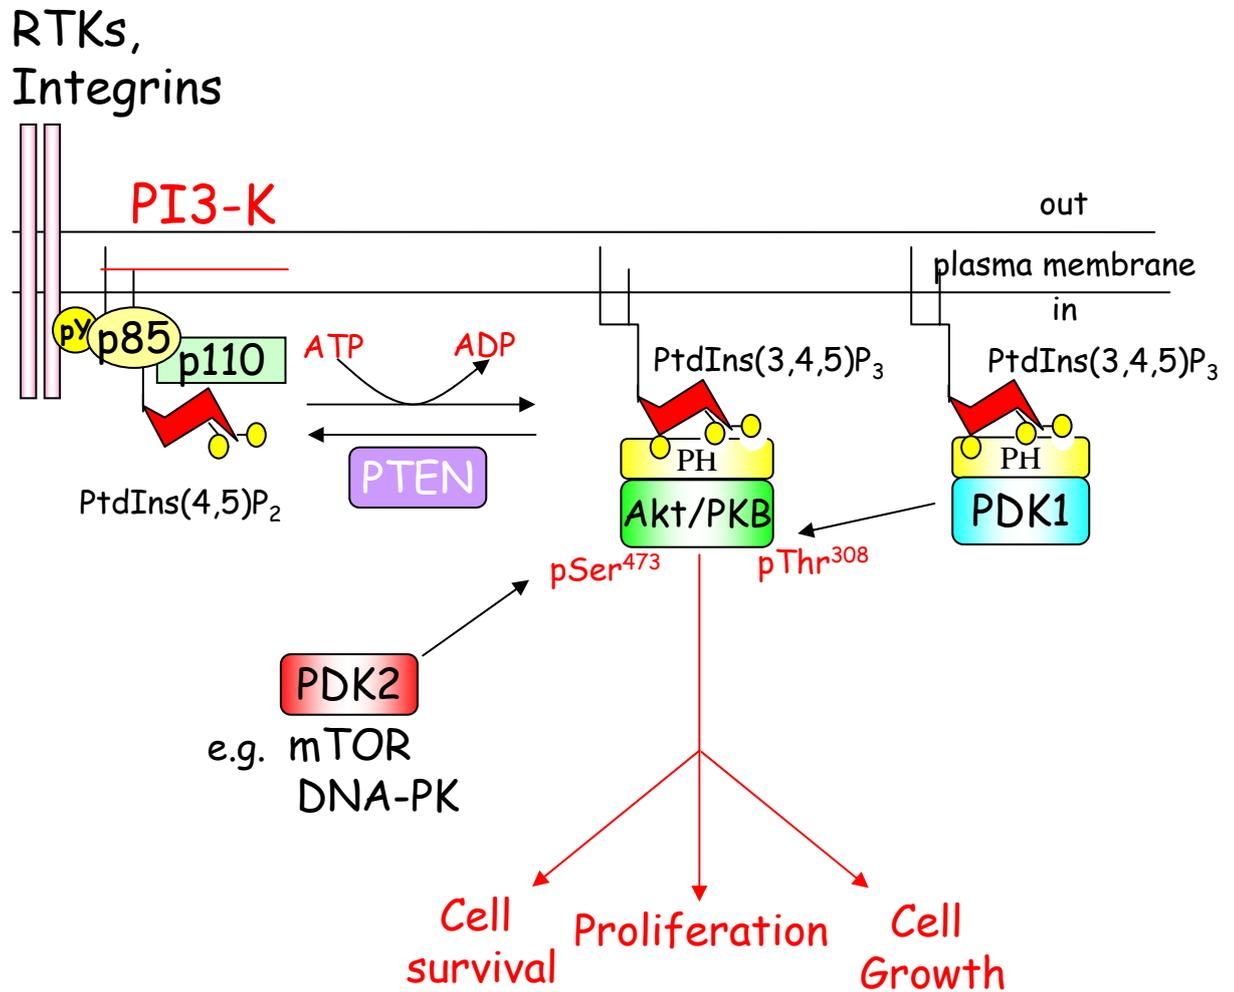 RTKs,
Integrins
PI3-K
out
plasma membrane
in
pY
p85
p110
ATP
ADP
PtdIns(3,4,5)P3
PtdIns(3,4,5)P3
PTEN
PH
PH
PtdIns(4,5)P2
Akt/PKB
PDK1
pSer473
pThr308
PDK2
e.g. mTOR
DNA-PK
Cell
survival
Proliferation
Cell
Growth